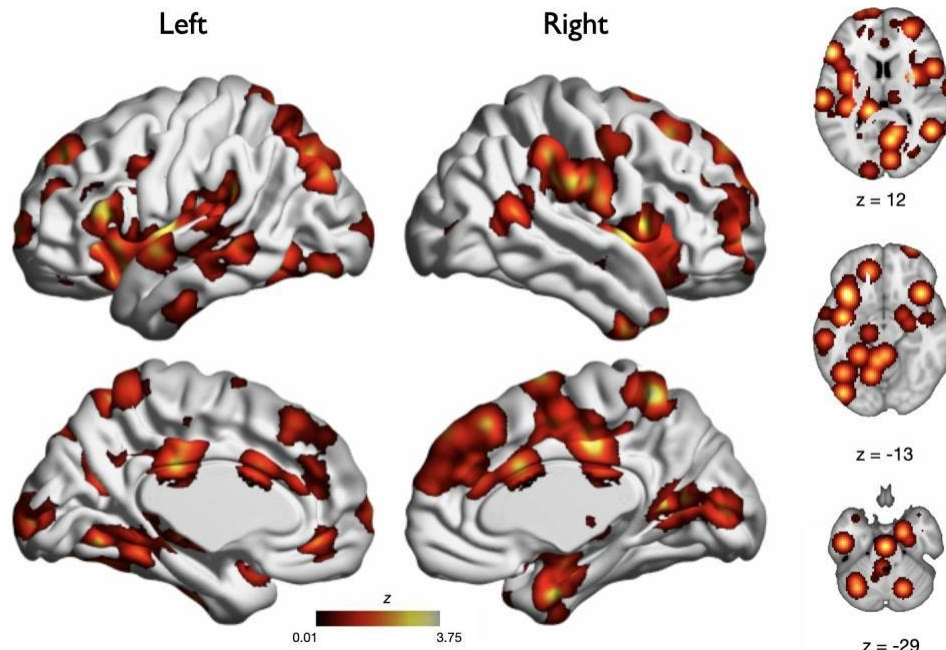 Left
Right
z = 12
z = -13
z
0.01
3.75
z = -29